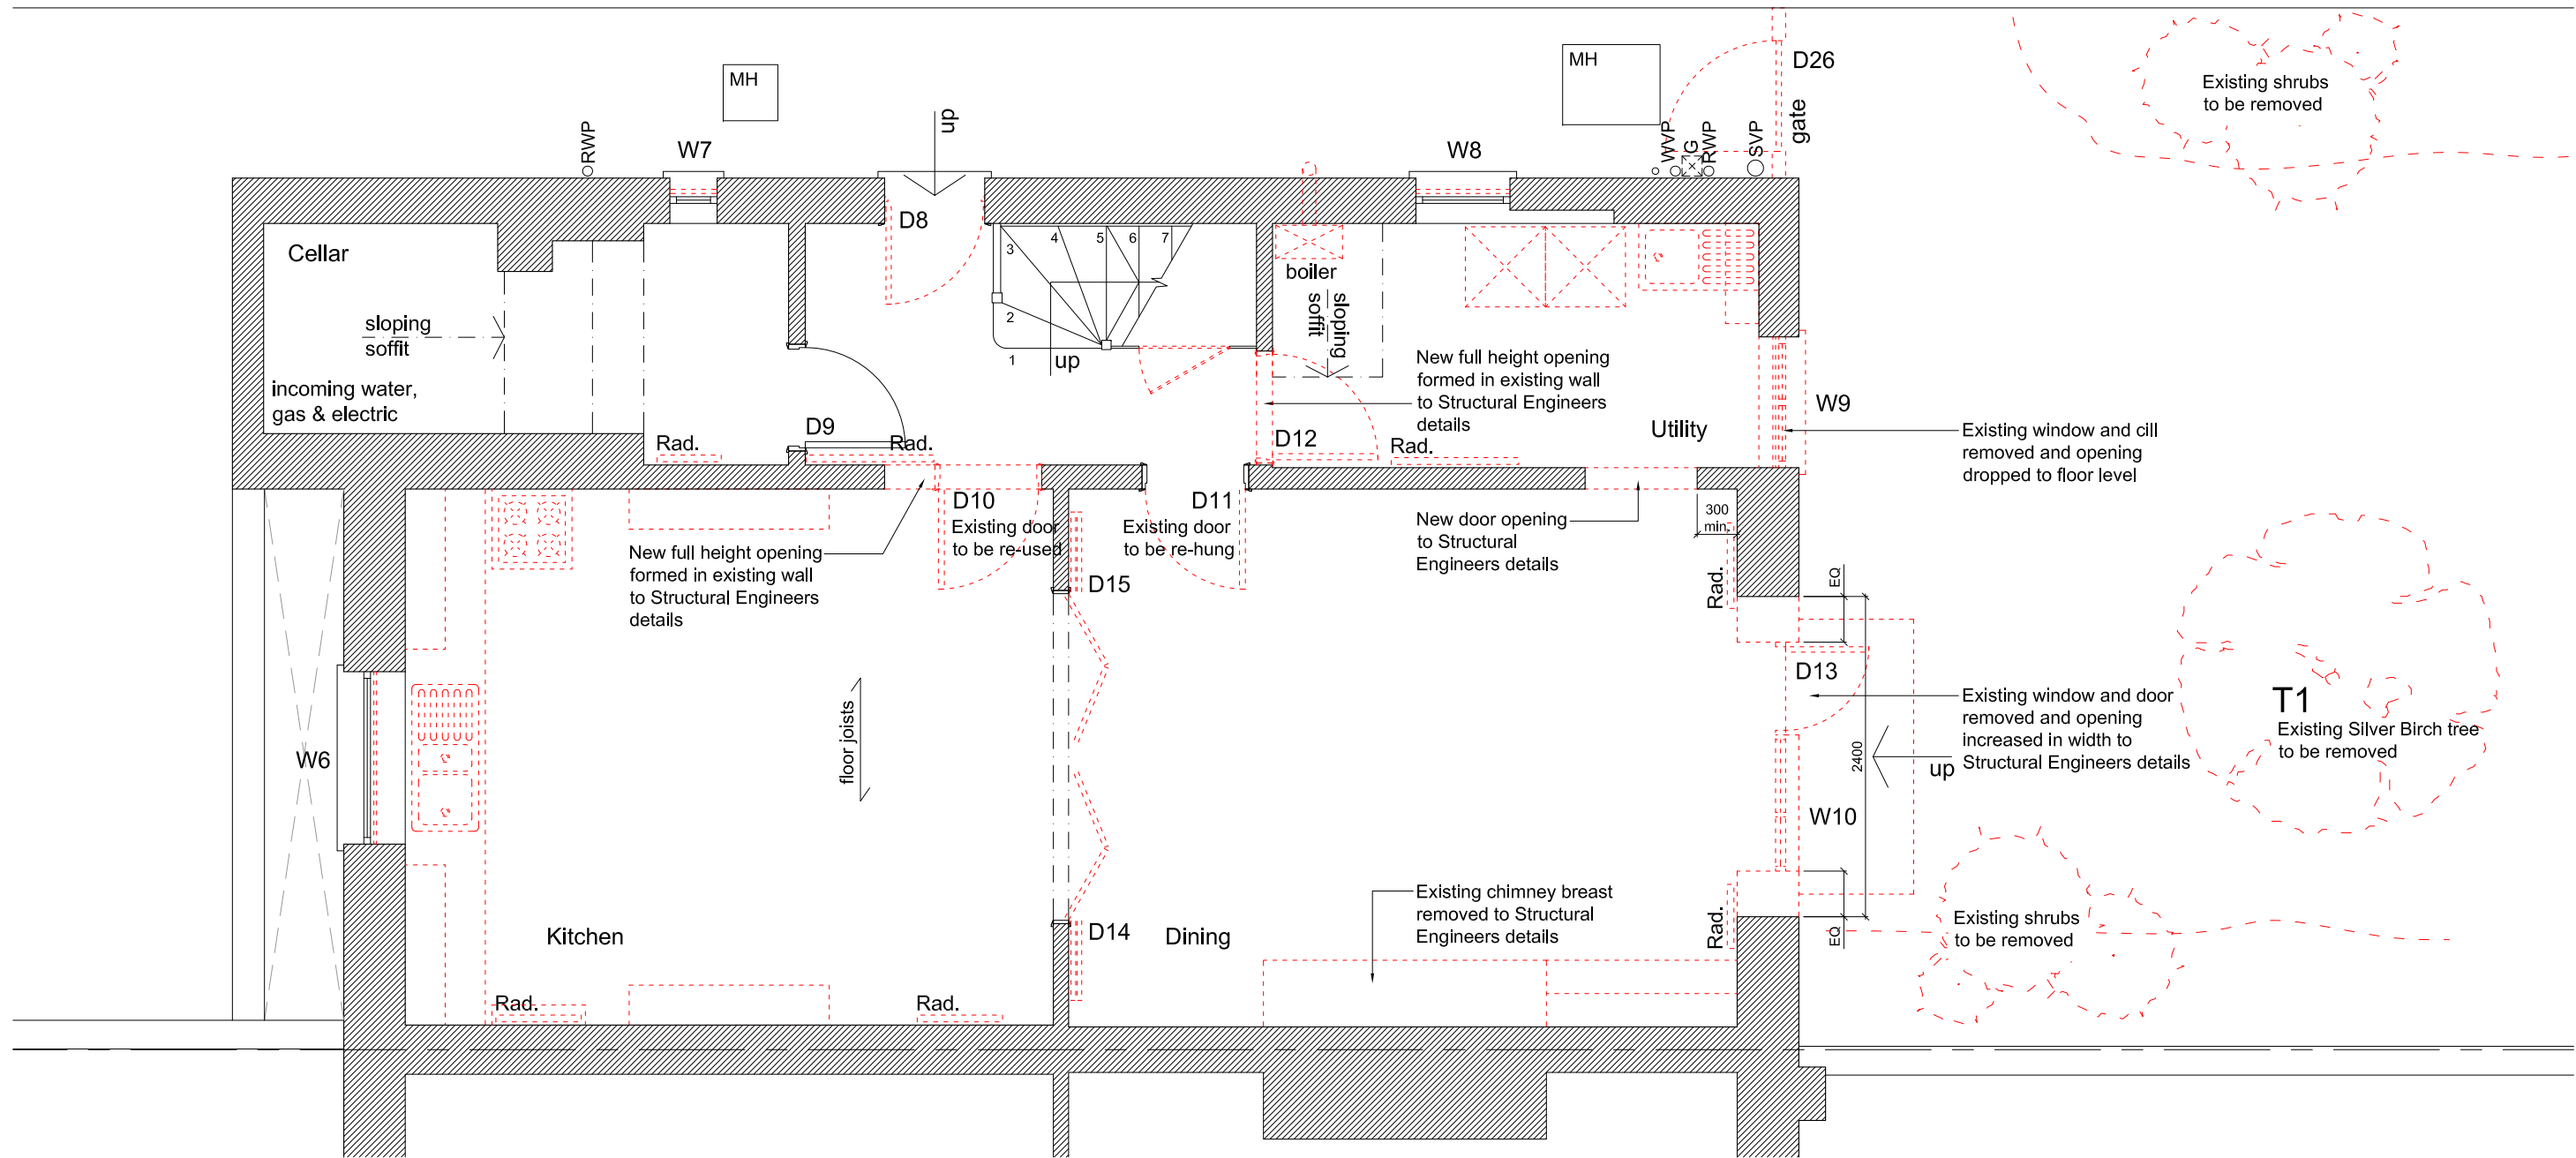 MH
MH
D26
gate
Existing shrubs
to be removed
up
RWP
W7
W8
WVP
G
RWP
SVP
D8
Cellar
sloping
soffit
incoming water,
gas & electric
1
2
3
4
5
6
7
up
boiler
sloping
soffit
New full height opening
formed in existing wall
to Structural Engineers
details
Utility
W9
Existing window and cill
removed and opening
dropped to floor level
D9
Rad.
Rad.
D12
Rad.
D10
Existing door
to be re-used
D11
Existing door
to be re-hung
New door opening
to Structural
Engineers details
300
min.
New full height opening
formed in existing wall
to Structural Engineers
details
D15
Rad.
EQ
D13
Existing window and door
removed and opening
increased in width to
Structural Engineers details
T1
Existing Silver Birch tree
to be removed
floor joists
W6
2400
up
W10
Existing chimney breast
removed to Structural
Engineers details
Existing shrubs
to be removed
Kitchen
D14
Dining
Rad.
EQ
Rad.
Rad.